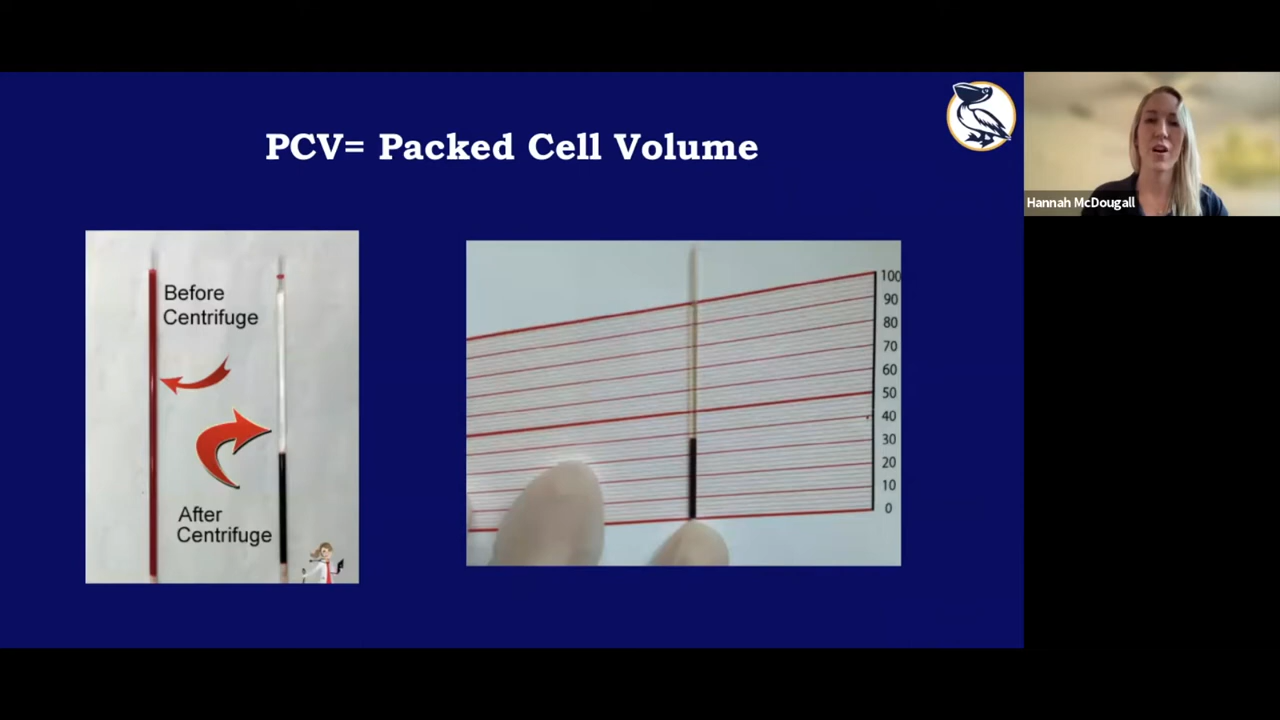 PCV= Packed Cell Volume
Before
Centrifuge
After
Centrifuge
100
90
80
70
60
50
40
30
20
10
0
Hannah McDougall